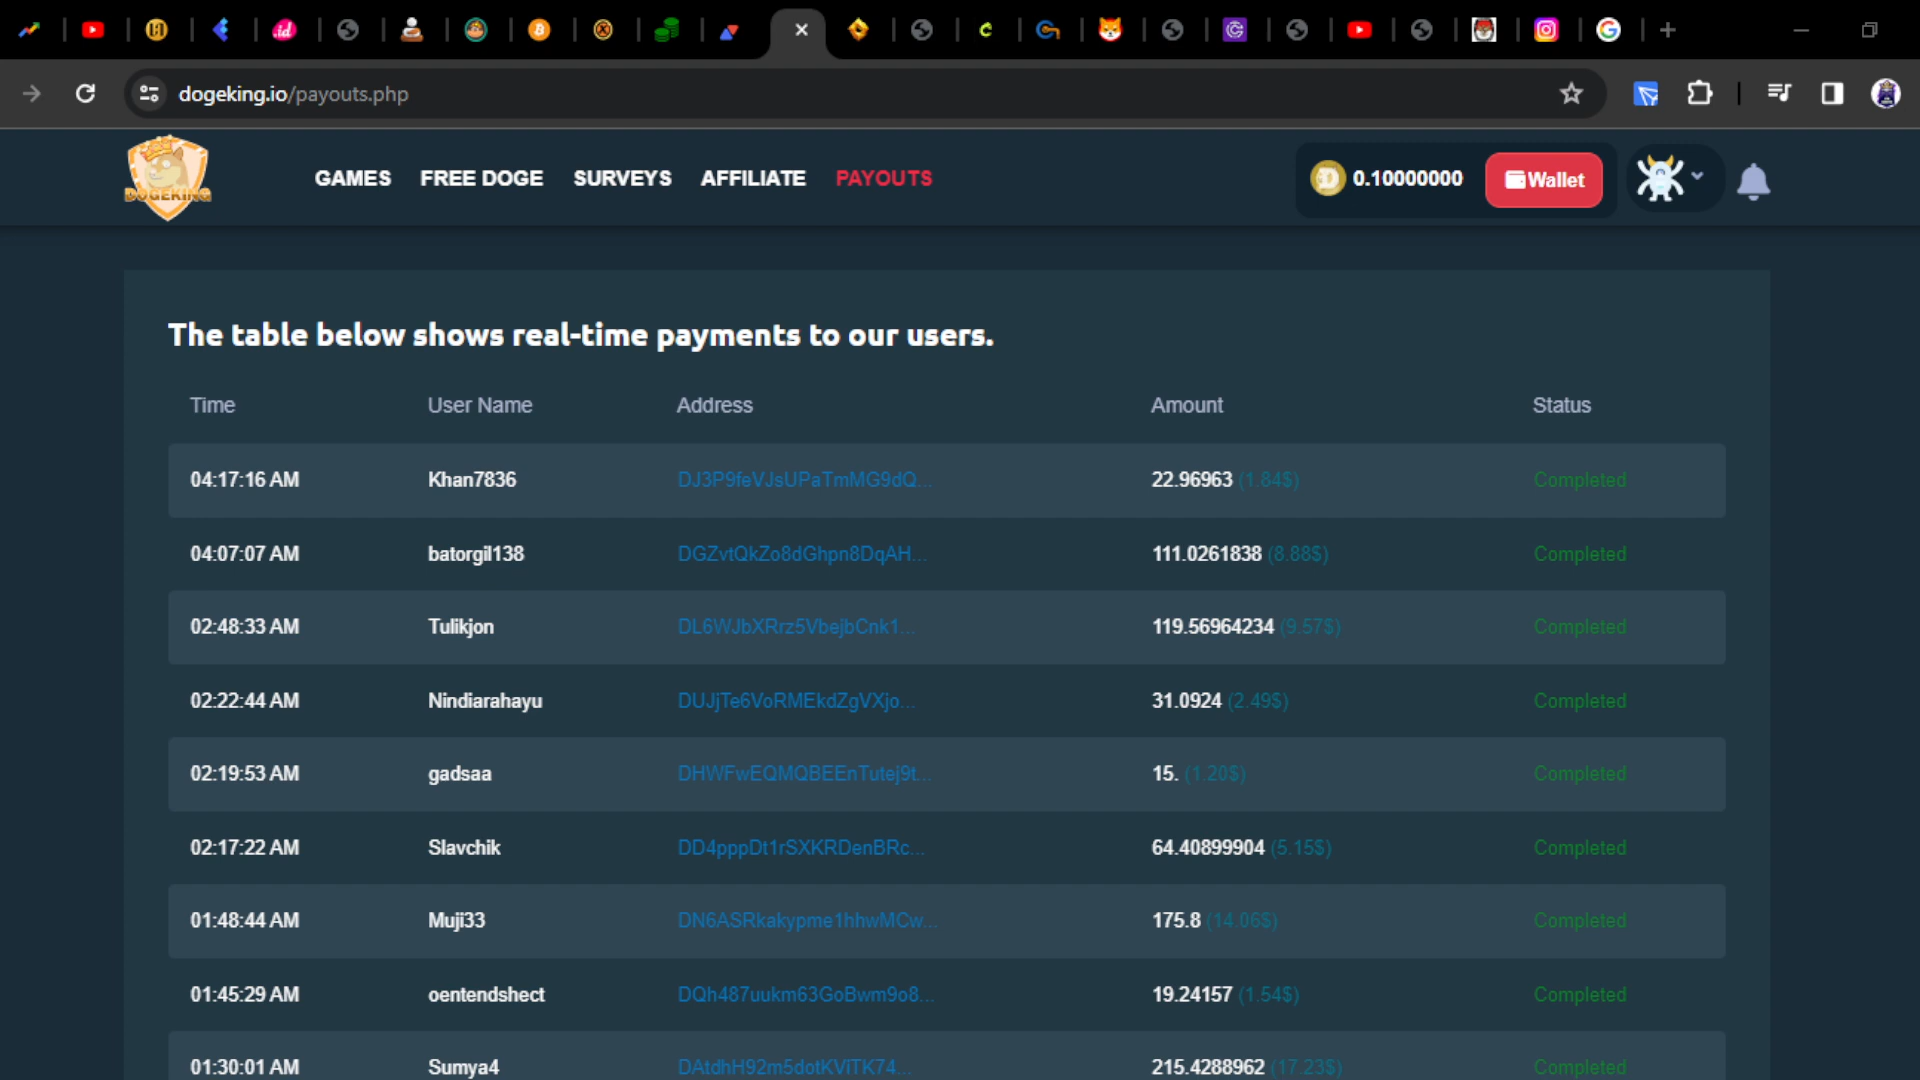 dogeking.io/payouts.php
DOGEKING
GAMES FREE DOGE SURVEYS AFFILIATE PAYOUTS
0.10000000 Wallet
The table below shows real-time payments to our users.
Time User Name Address Amount Status
04:17:16 AM Khan7836 DJ3P9feVJsUPaTmMG9dQ... 22.96963 (1.84$) Completed
04:07:07 AM batorgil138 DGZvtQkZo8dGhpn8DqAH... 111.0261838 (8.88$) Completed
02:48:33 AM Tulikjon DL6WJbXRrz5VbejbCnk1... 119.56964234 (9.57$) Completed
02:22:44 AM Nindiarahayu DUJjTe6VoRMEkdZgVXjo... 31.0924 (2.49$) Completed
02:19:53 AM gadsaa DHWFwEQMQBEEnTutej9t... 15. (1.20$) Completed
02:17:22 AM Slavchik DD4pppDt1rSXKRDenBRc... 64.40899904 (5.15$) Completed
01:48:44 AM Muji33 DN6ASRkakypme1hhwMCw... 175.8 (14.06$) Completed
01:45:29 AM oentendshect DQh487uukm63GoBwm9o8... 19.24157 (1.54$) Completed
01:30:01 AM Sumya4 DAtdhH92m5dotKVITK74... 215.4288962 (17.23$) Completed